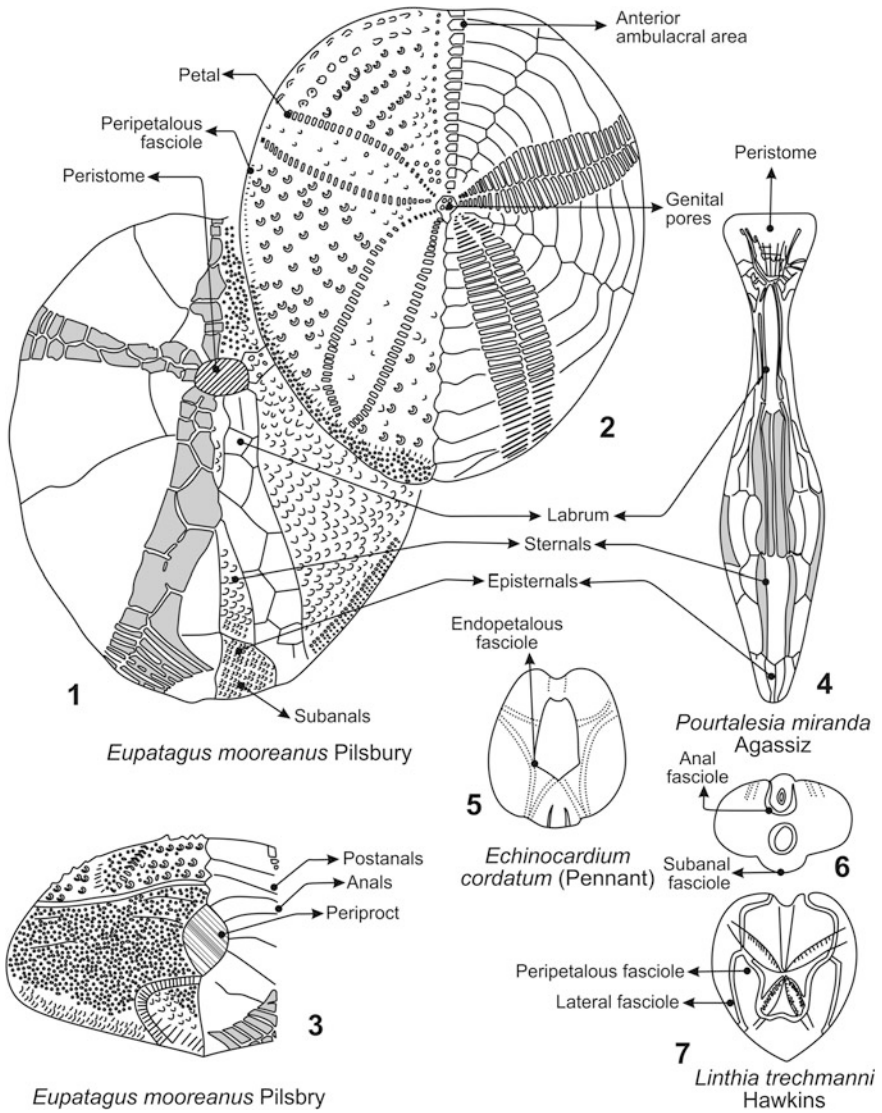 Anterior
ambulacral area
Petal
Peripetalous
fasciole
Peristome
Peristome
Genital
pores
2
Labrum
Sternals
Episternals
Endopetalous
fasciole
1
Subanals
Eupatagus mooreanus Pilsbury
4
Pourtalesia miranda
Agassiz
5
Echinocardium
cordatum (Pennant)
Anal
fasciole
Subanal
fasciole
6
Postanals
Anals
Periproct
3
Eupatagus mooreanus Pilsbry
Peripetalous fasciole
Lateral fasciole
7
Linthia trechmanni
Hawkins